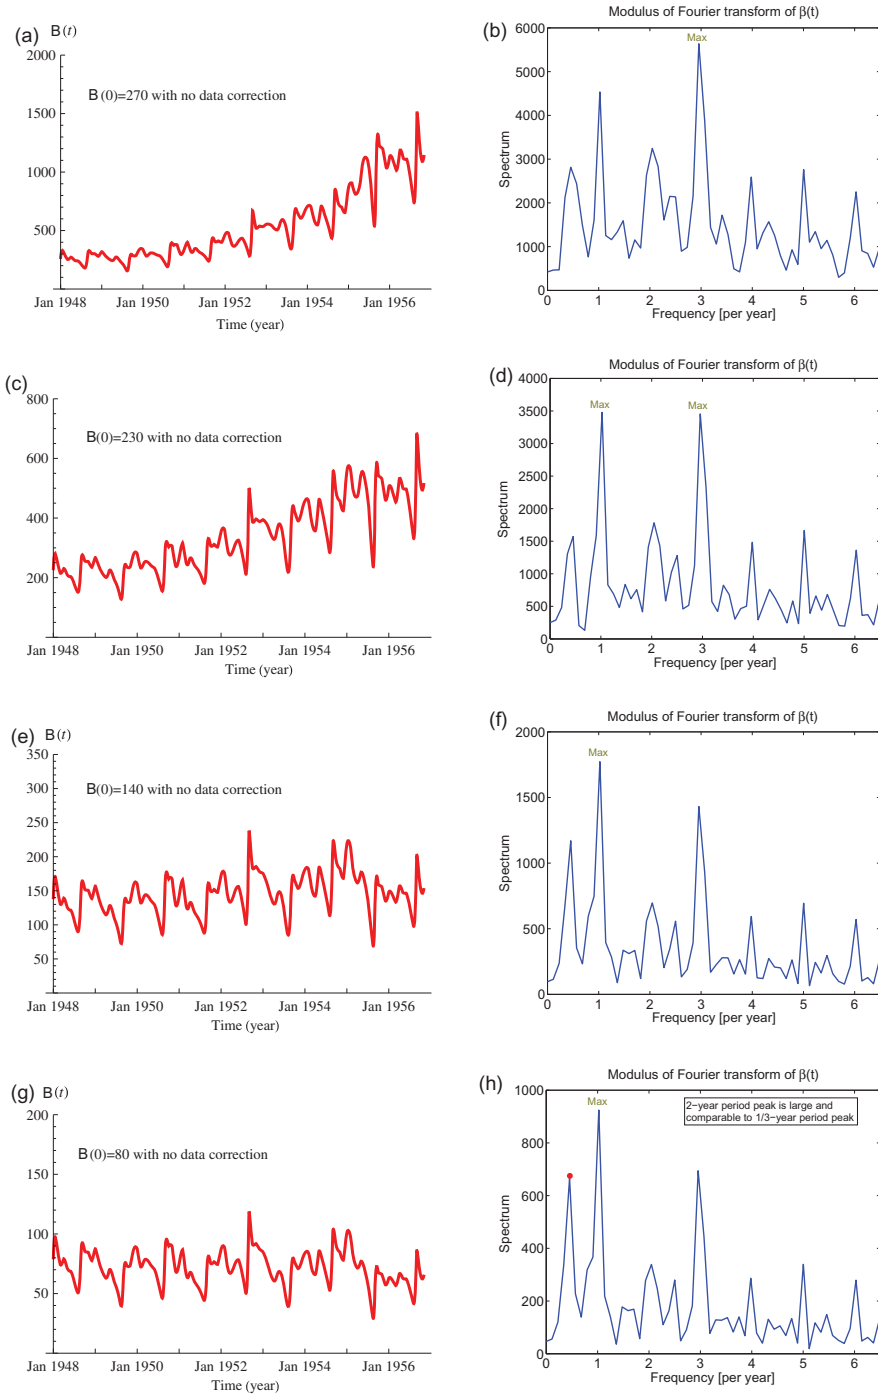 (a) B(t)
2000
B(0)=270 with no data correction
1500
1000
500
Jan 1948 Jan 1950 Jan 1952 Jan 1954 Jan 1956
Time (year)
(b) Modulus of Fourier transform of β(t)
Max
6000
5000
4000
3000
2000
1000
0
Spectrum
0 1 2 3 4 5 6
Frequency [per year]
(c)
800
B(0)=230 with no data correction
600
400
200
Jan 1948 Jan 1950 Jan 1952 Jan 1954 Jan 1956
Time (year)
(d) Modulus of Fourier transform of β(t)
4000
Max Max
3500
3000
2500
2000
1500
1000
500
0
Spectrum
0 1 2 3 4 5 6
Frequency [per year]
(e) B(t)
350
B(0)=140 with no data correction
300
250
200
150
100
50
Jan 1948 Jan 1950 Jan 1952 Jan 1954 Jan 1956
Time (year)
(f) Modulus of Fourier transform of β(t)
2000
Max
1500
1000
500
0
Spectrum
0 1 2 3 4 5 6
Frequency [per year]
(g) B(t)
200
B(0)=80 with no data correction
150
100
50
Jan 1948 Jan 1950 Jan 1952 Jan 1954 Jan 1956
Time (year)
(h) Modulus of Fourier transform of β(t)
1000
Max
2−year period peak is large and
comparable to 1/3−year period peak
800
600
400
200
0
Spectrum
0 1 2 3 4 5 6
Frequency [per year]